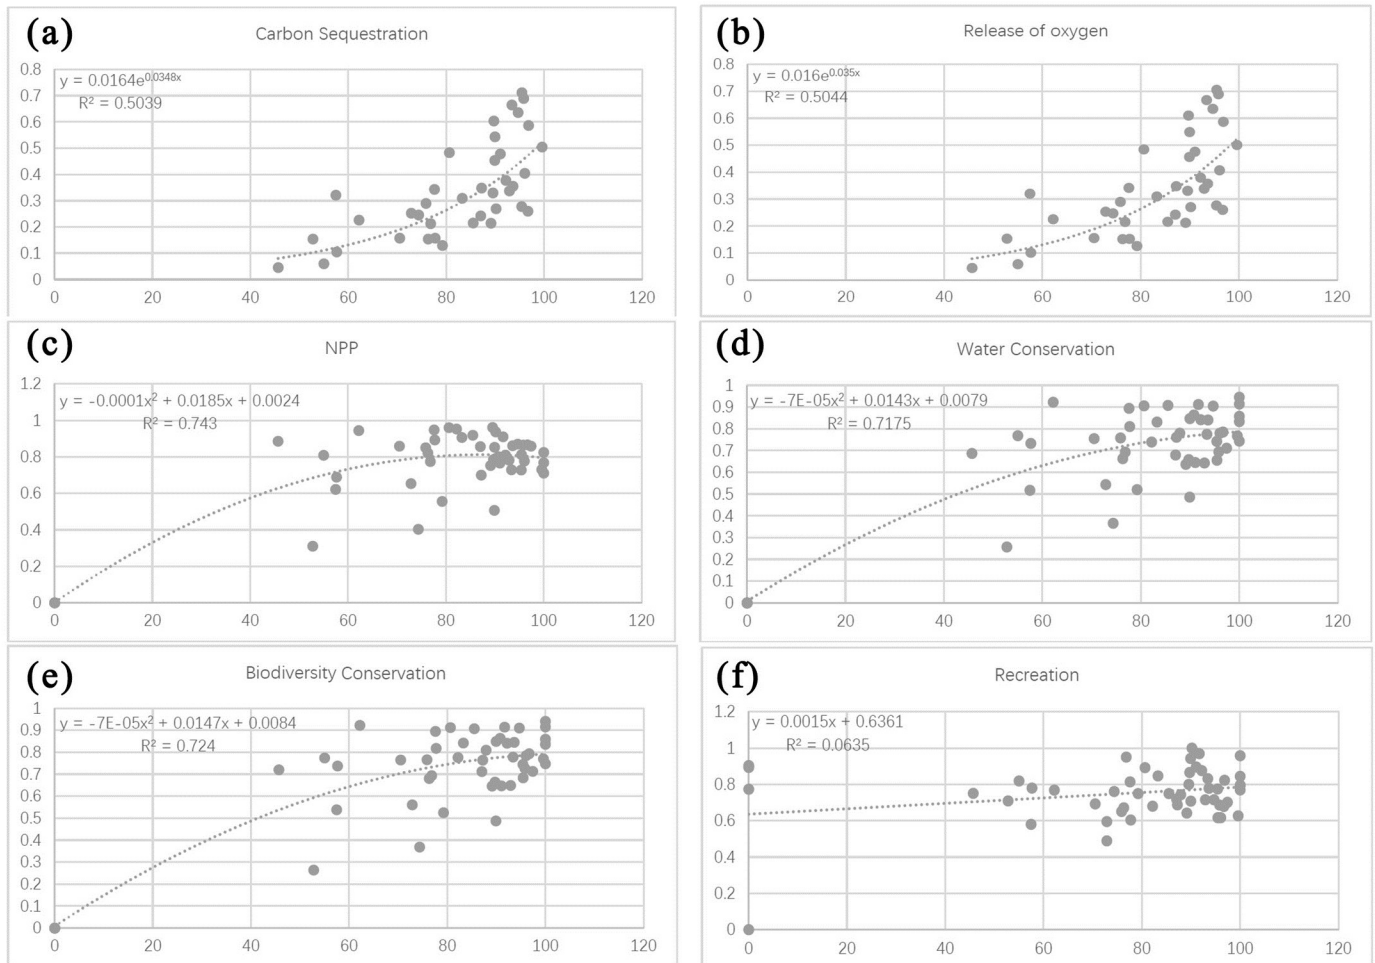 (a)
Carbon Sequestration
y = 0.0164e^0.0348x
R² = 0.5039
0.8
0.7
0.6
0.5
0.4
0.3
0.2
0.1
0
0 20 40 60 80 100 120
(b)
Release of oxygen
y = 0.016e^0.035x
R² = 0.5044
0.8
0.7
0.6
0.5
0.4
0.3
0.2
0.1
0
0 20 40 60 80 100 120
(c)
NPP
y = -0.0001x² + 0.0185x + 0.0024
R² = 0.743
1.2
1
0.8
0.6
0.4
0.2
0
0 20 40 60 80 100 120
(d)
Water Conservation
y = -7E-05x² + 0.0143x + 0.0079
R² = 0.7175
1
0.9
0.8
0.7
0.6
0.5
0.4
0.3
0.2
0.1
0
0 20 40 60 80 100 120
(e)
Biodiversity Conservation
y = -7E-05x² + 0.0147x + 0.0084
R² = 0.724
1
0.9
0.8
0.7
0.6
0.5
0.4
0.3
0.2
0.1
0
0 20 40 60 80 100 120
(f)
Recreation
y = 0.0015x + 0.6361
R² = 0.0635
1.2
1
0.8
0.6
0.4
0.2
0
0 20 40 60 80 100 120